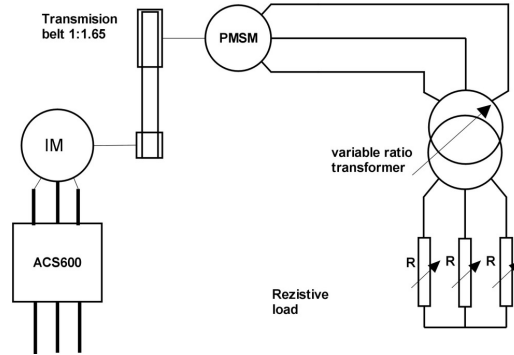 Transmision
belt 1:1.65
PMSM
IM
variable ratio
transformer
ACS600
R
R
R
Rezistive
load